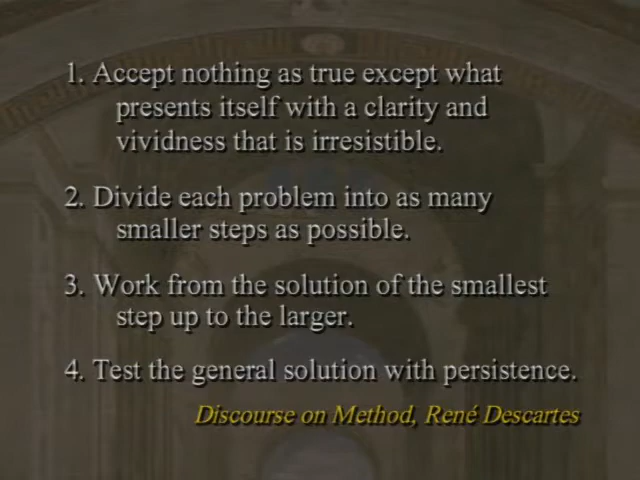 1. Accept nothing as true except what
presents itself with a clarity and
vividness that is irresistible.
2. Divide each problem into as many
smaller steps as possible.
3. Work from the solution of the smallest
step up to the larger.
4. Test the general solution with persistence.
Discourse on Method, René Descartes